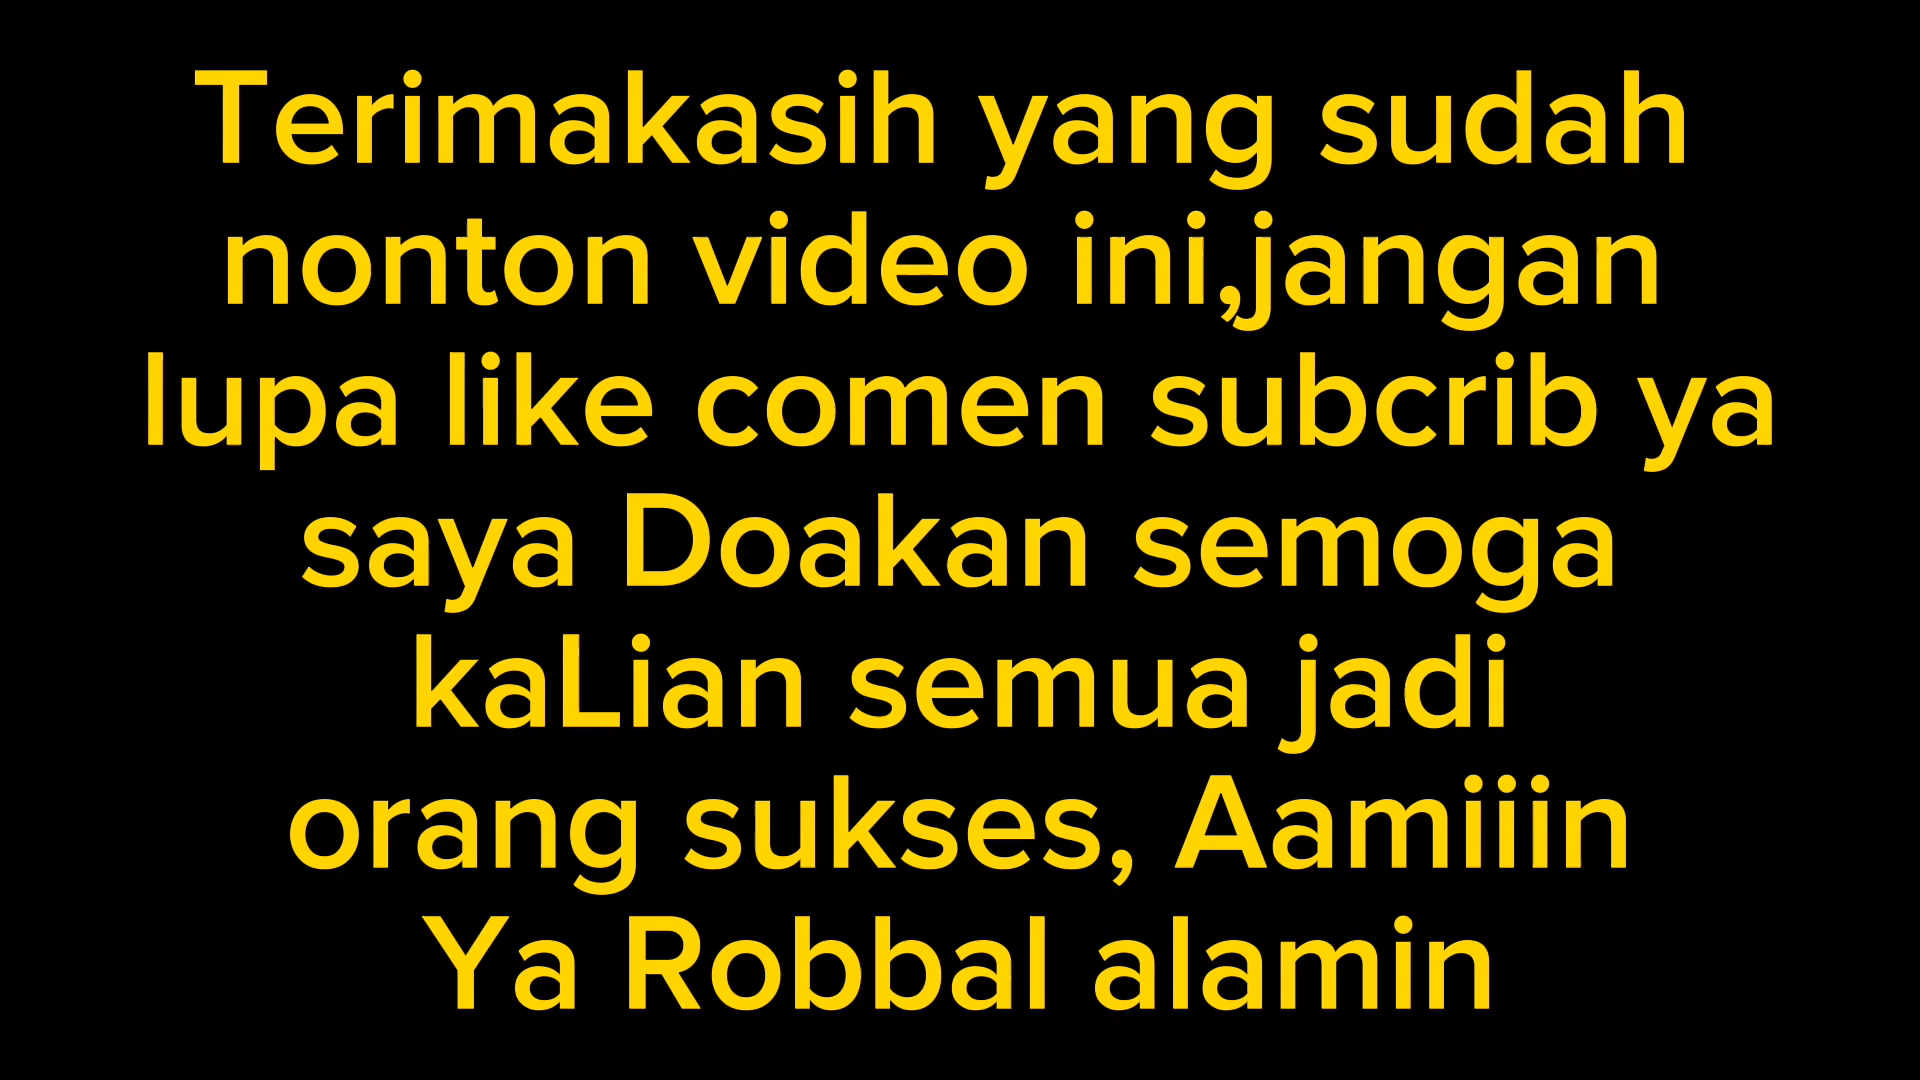 Terimakasih yang sudah
nonton video ini,jangan
lupa like comen subcrib ya
saya Doakan semoga
kaLian semua jadi
orang sukses, Aamiiin
Ya Robbal alamin